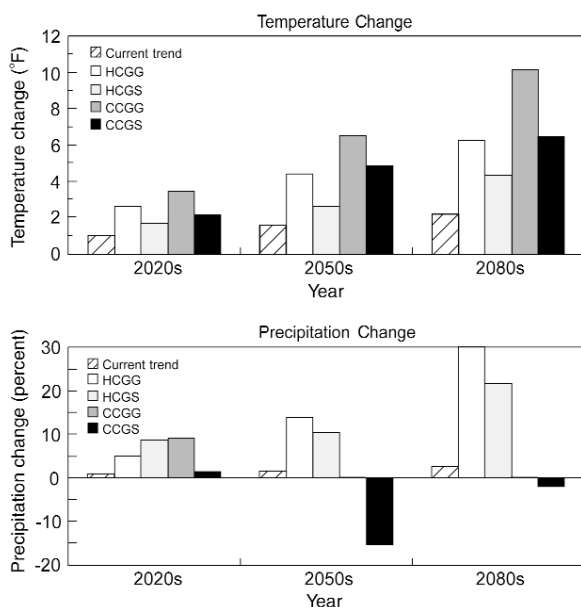 Temperature Change
Temperature change (°F)
12
10
8
6
4
2
0
Current trend
HCGG
HCGS
CCGG
CCGS
2020s
2050s
2080s
Year
Precipitation Change
Precipitation change (percent)
30
20
10
0
-10
-20
Current trend
HCGG
HCGS
CCGG
CCGS
2020s
2050s
2080s
Year